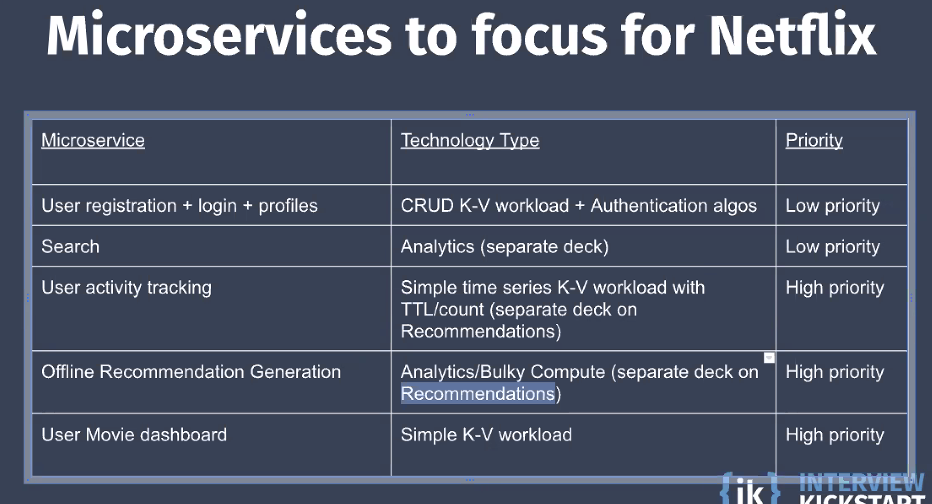 Microservices to focus for Netflix
Microservice
Technology Type
Priority
User registration + login + profiles
CRUD K-V workload + Authentication algos
Low priority
Search
Analytics (separate deck)
Low priority
User activity tracking
Simple time series K-V workload with
TTL/count (separate deck on
Recommendations)
High priority
Offline Recommendation Generation
Analytics/Bulky Compute (separate deck on
Recommendations)
High priority
User Movie dashboard
Simple K-V workload
High priority
{ik}
INTERVIEW
KICKSTART